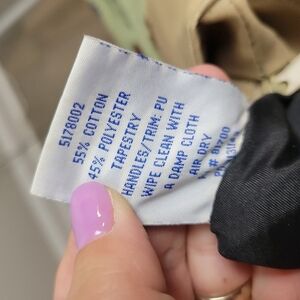 5178002
55% COTTON
45% POLYESTER
TAPESTRY
HANDLES/TRIM: PU
WIPE CLEAN WITH
A DAMP CLOTH
AIR DRY